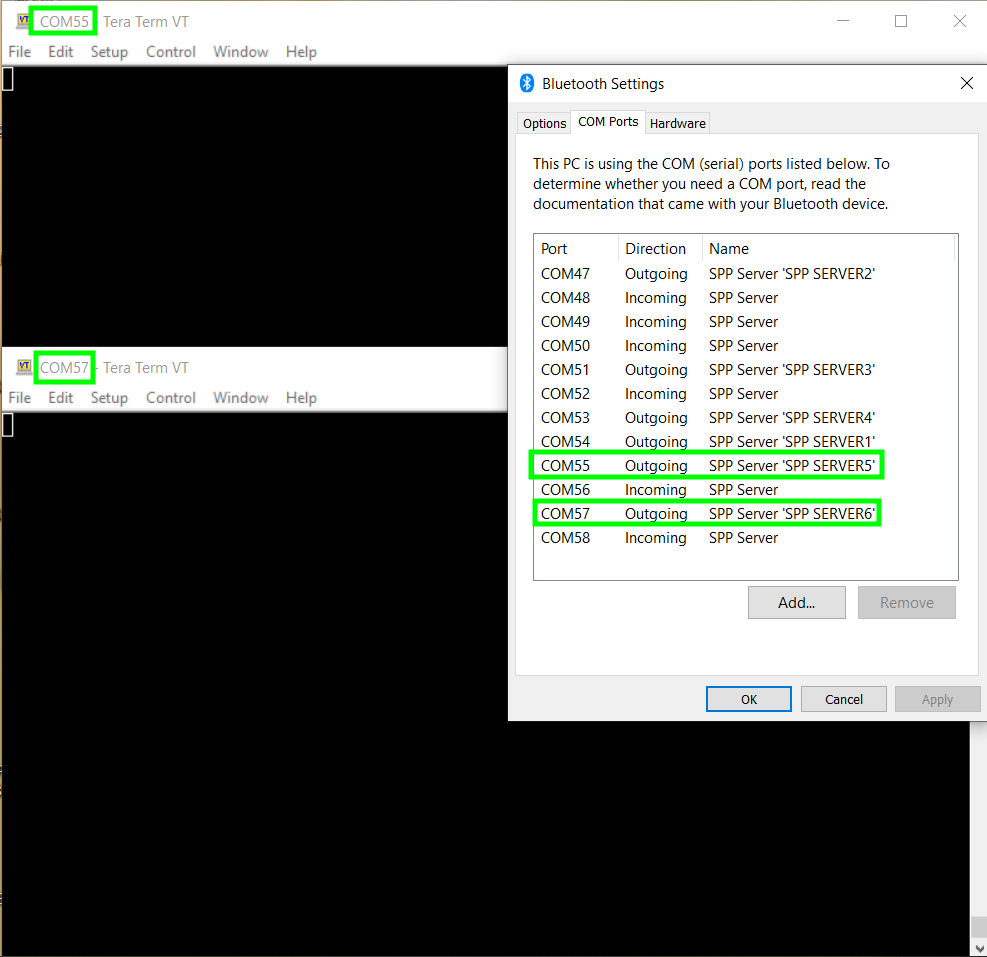 COM55 - Tera Term VT
File Edit Setup Control Window Help
COM57 - Tera Term VT
File Edit Setup Control Window Help
Bluetooth Settings
Options COM Ports Hardware
This PC is using the COM (serial) ports listed below. To
determine whether you need a COM port, read the
documentation that came with your Bluetooth device.
Port Direction Name
COM47 Outgoing SPP Server 'SPP SERVER2'
COM48 Incoming SPP Server
COM49 Incoming SPP Server
COM50 Incoming SPP Server
COM51 Outgoing SPP Server 'SPP SERVER3'
COM52 Incoming SPP Server
COM53 Outgoing SPP Server 'SPP SERVER4'
COM54 Outgoing SPP Server 'SPP SERVER1'
COM55 Outgoing SPP Server 'SPP SERVER5'
COM56 Incoming SPP Server
COM57 Outgoing SPP Server 'SPP SERVER6'
COM58 Incoming SPP Server
Add... Remove
OK Cancel Apply